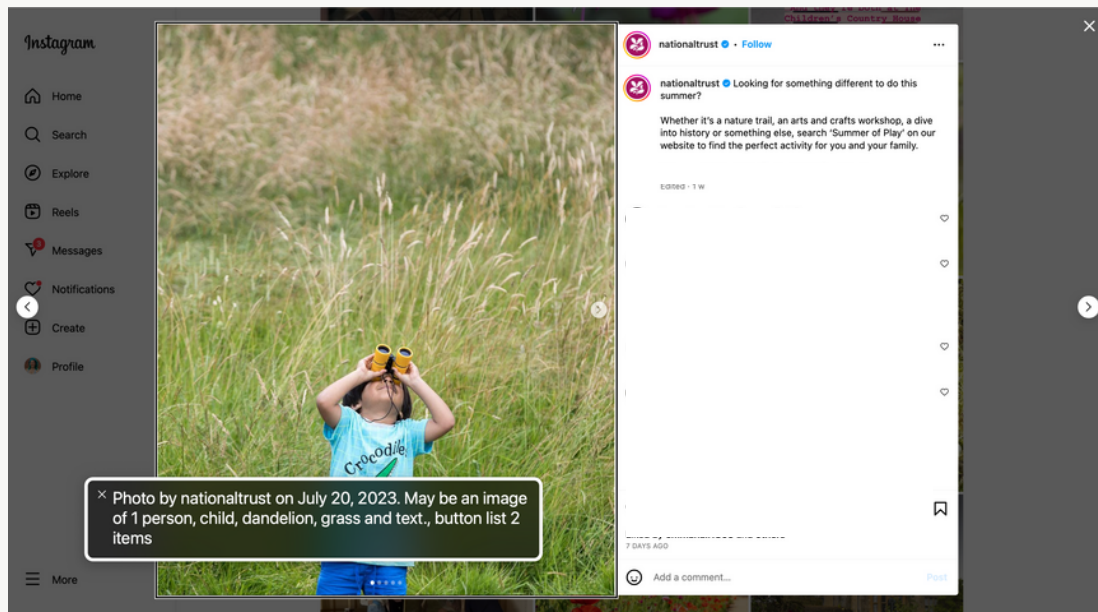 Children's Country House
Instagram
Home
Search
Explore
Reels
3
Messages
Notifications
Create
Profile
More
nationaltrust • Follow
nationaltrust Looking for something different to do this
summer?
Whether it's a nature trail, an arts and crafts workshop, a dive
into history or something else, search 'Summer of Play' on our
website to find the perfect activity for you and your family.
Edited · 1 w
Crocodile
Photo by nationaltrust on July 20, 2023. May be an image
of 1 person, child, dandelion, grass and text., button list 2
items
7 DAYS AGO
Add a comment...
Post